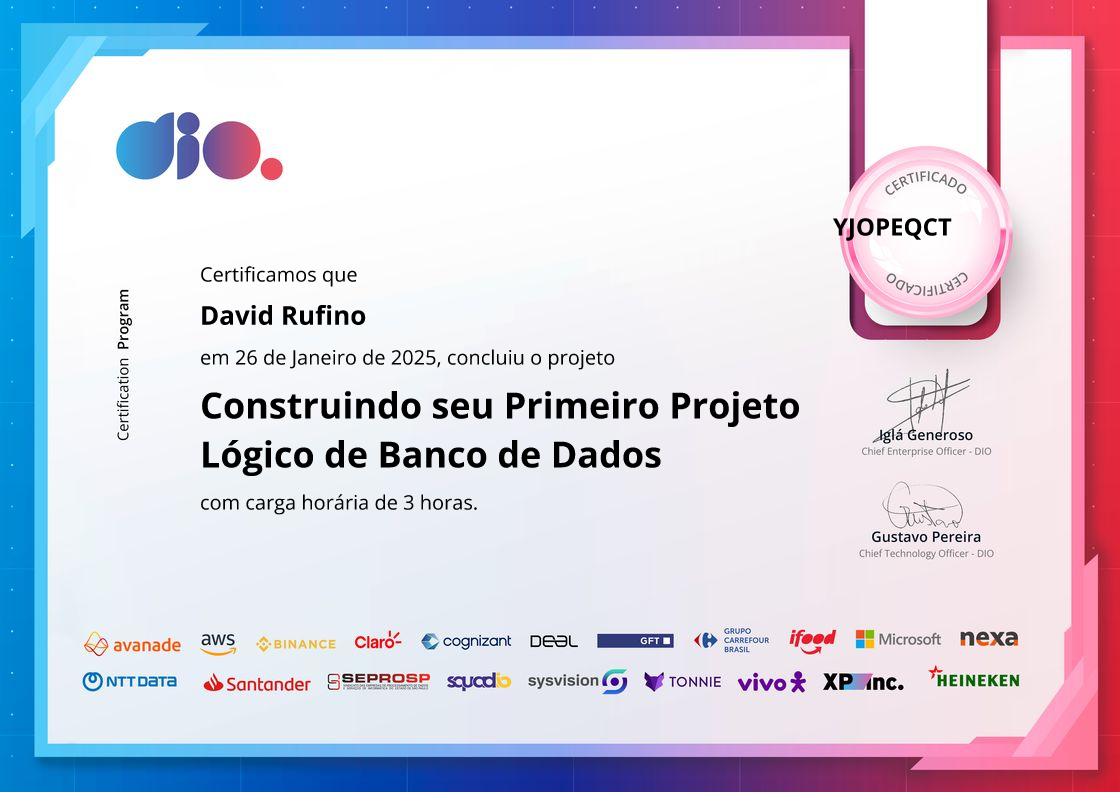 dio.
CERTIFICADO
YJOPEQCT
CERTIFICADO
Certification Program
Certificamos que
David Rufino
em 26 de Janeiro de 2025, concluiu o projeto
Construindo seu Primeiro Projeto
Lógico de Banco de Dados
com carga horária de 3 horas.
Iglá Generoso
Chief Enterprise Officer - DIO
Gustavo Pereira
Chief Technology Officer - DIO
avanade aws BINANCE Claro cognizant DEAL GFT GRUPO CARREFOUR BRASIL ifood Microsoft nexa
NTT DATA Santander SEPROSP squadio sysvision TONNIE vivo XP inc. HEINEKEN